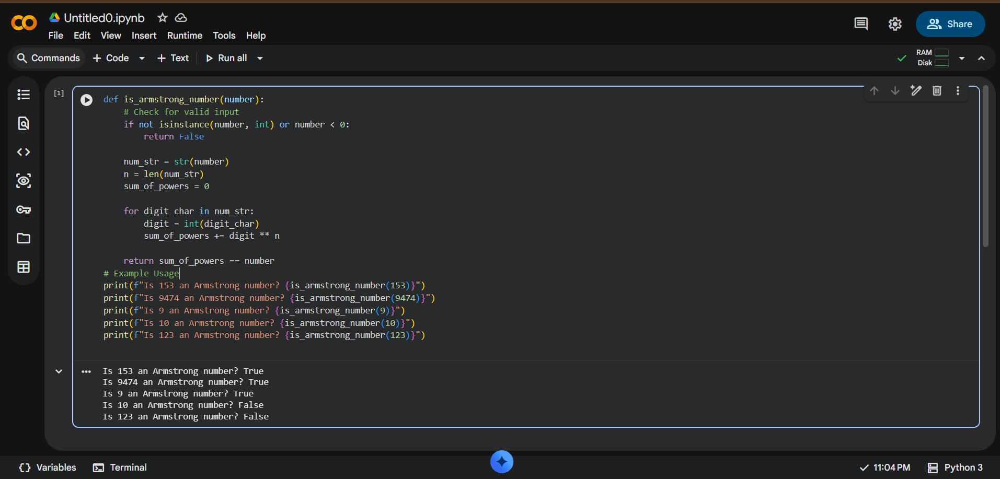 Untitled0.ipynb
File Edit View Insert Runtime Tools Help
Share
Commands + Code + Text Run all
RAM
Disk
[1]
def is_armstrong_number(number):
    # Check for valid input
    if not isinstance(number, int) or number < 0:
        return False

    num_str = str(number)
    n = len(num_str)
    sum_of_powers = 0

    for digit_char in num_str:
        digit = int(digit_char)
        sum_of_powers += digit ** n

    return sum_of_powers == number
# Example Usage
print(f"Is 153 an Armstrong number? {is_armstrong_number(153)}")
print(f"Is 9474 an Armstrong number? {is_armstrong_number(9474)}")
print(f"Is 9 an Armstrong number? {is_armstrong_number(9)}")
print(f"Is 10 an Armstrong number? {is_armstrong_number(10)}")
print(f"Is 123 an Armstrong number? {is_armstrong_number(123)}")
Is 153 an Armstrong number? True
Is 9474 an Armstrong number? True
Is 9 an Armstrong number? True
Is 10 an Armstrong number? False
Is 123 an Armstrong number? False
{} Variables Terminal
11:04 PM Python 3